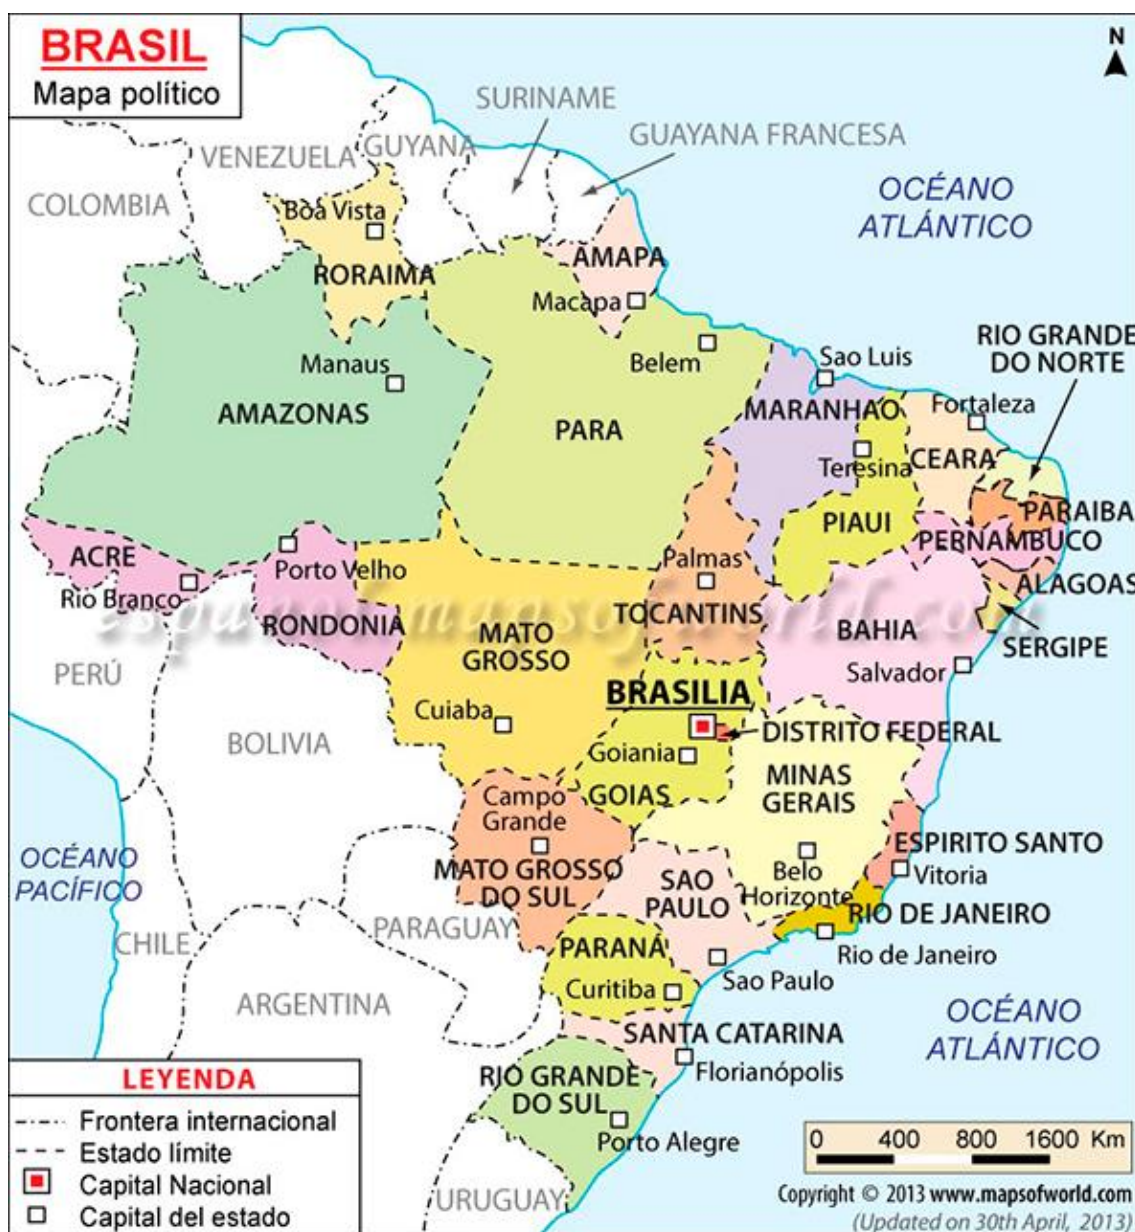 BRASIL
Mapa político
N
SURINAME
GUAYANA FRANCESA
GUYANA
VENEZUELA
COLOMBIA
OCÉANO
ATLÁNTICO
Boa Vista
RORAIMA
AMAPA
Macapa
Belem
Manaus
AMAZONAS
PARA
Sao Luis
MARANHAO
RIO GRANDE
DO NORTE
Fortaleza
CEARA
Teresina
PIAUI
PARAIBA
PERNAMBUCO
ALAGOAS
SERGIPE
ACRE
Rio Branco
Porto Velho
RONDONIA
Palmas
TOCANTINS
espanol.mapsofworld.com
MATO
GROSSO
Cuiaba
BAHIA
Salvador
PERÚ
BOLIVIA
BRASILIA
DISTRITO FEDERAL
Goiania
GOIAS
MINAS
GERAIS
Belo
Horizonte
Campo
Grande
MATO GROSSO
DO SUL
ESPIRITO SANTO
Vitoria
SAO
PAULO
RIO DE JANEIRO
Rio de Janeiro
Sao Paulo
OCÉANO
PACÍFICO
CHILE
PARAGUAY
PARANÁ
Curitiba
ARGENTINA
SANTA CATARINA
Florianópolis
OCÉANO
ATLÁNTICO
RIO GRANDE
DO SUL
Porto Alegre
URUGUAY
LEYENDA
Frontera internacional
Estado límite
Capital Nacional
Capital del estado
0 400 800 1600 Km
Copyright © 2013 www.mapsofworld.com
(Updated on 30th April, 2013)